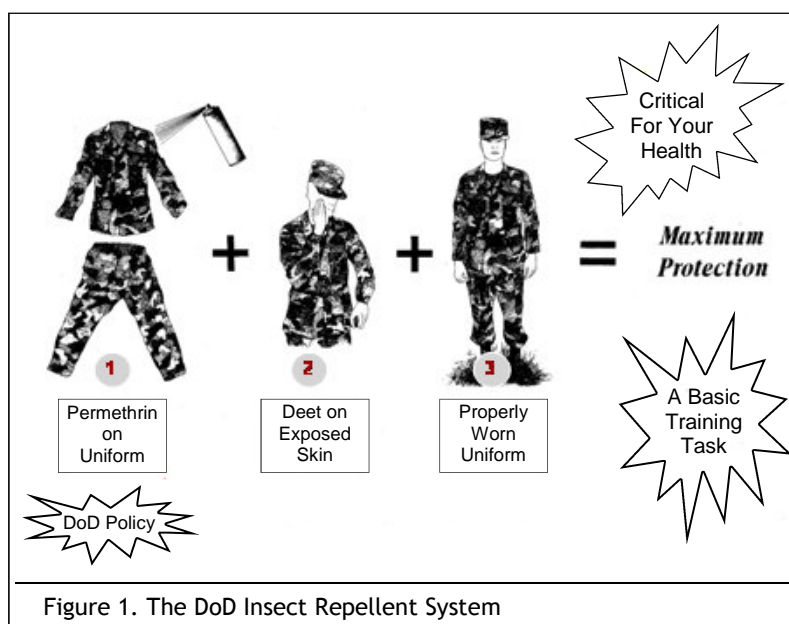 Critical
For Your
Health
+
+
=
Maximum
Protection
1
2
3
Permethrin
on
Uniform
Deet on
Exposed
Skin
Properly
Worn
Uniform
A Basic
Training
Task
DoD Policy
Figure 1. The DoD Insect Repellent System